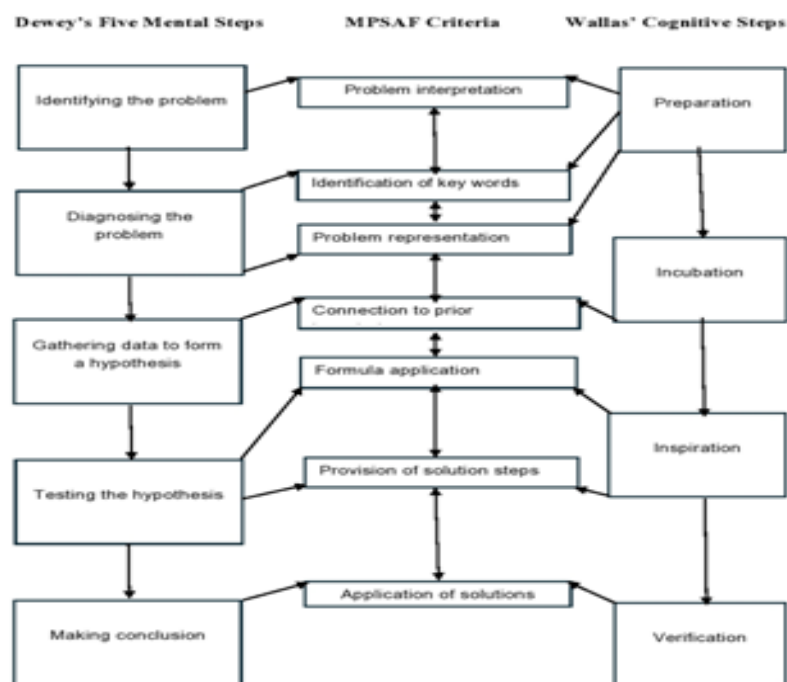 Dewey's Five Mental Steps
MPSAF Criteria
Wallas' Cognitive Steps
Identifying the problem
Diagnosing the
problem
Gathering data to form
a hypothesis
Testing the hypothesis
Making conclusion
Problem interpretation
Identification of key words
Problem representation
Connection to prior
Formula application
Provision of solution steps
Application of solutions
Preparation
Incubation
Inspiration
Verification